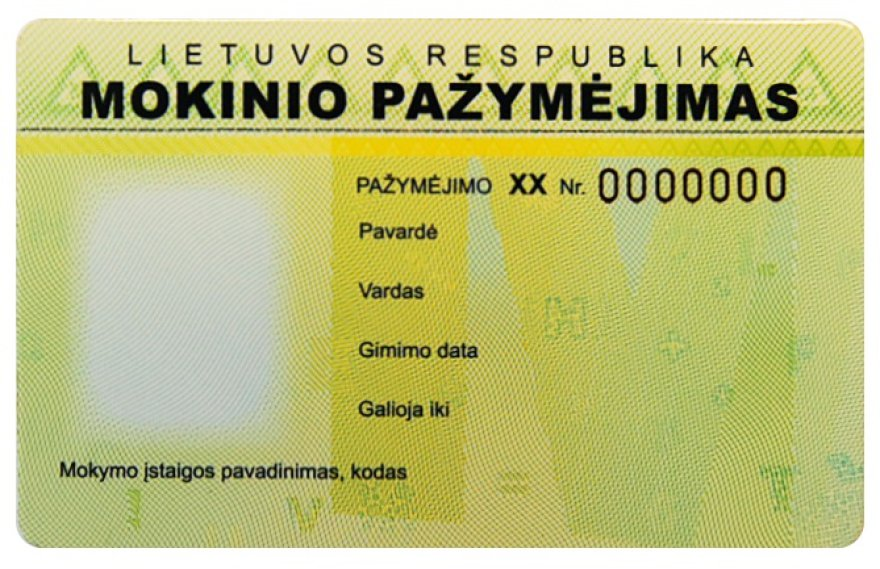 LIETUVOS RESPUBLIKA
MOKINIO PAŽYMĖJIMAS
PAŽYMĖJIMO XX Nr. 0000000
Pavardė
Vardas
Gimimo data
Galioja iki
Mokymo įstaigos pavadinimas, kodas